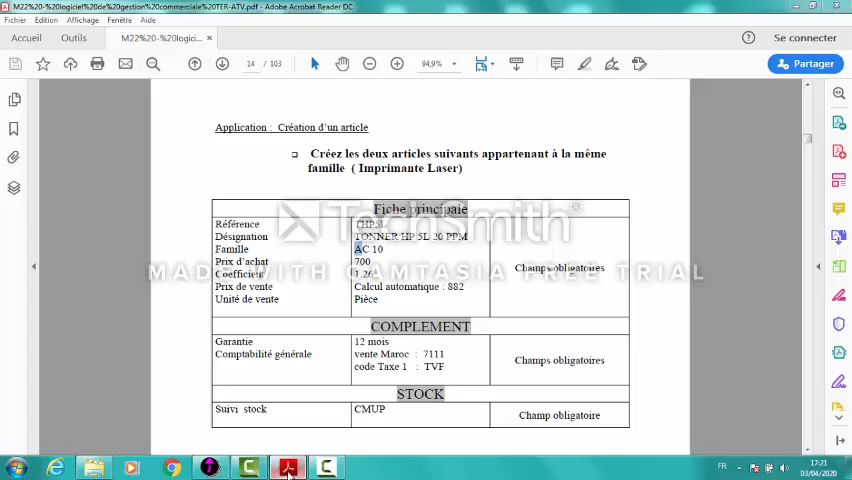 M22%20-%20logiciel%20de%20gestion%20commerciale%20TER-ATV.pdf - Adobe Acrobat Reader DC
Fichier Edition Affichage Fenêtre Aide
Accueil Outils M22%20-%20logici... × Se connecter
14 / 103 94,9% Partager
Application : Création d’un article
Créez les deux articles suivants appartenant à la même
famille ( Imprimante Laser)
Fiche principale
Référence THP5L
Désignation TONNER HP 5L 20 PPM
Famille AC 10
Prix d’achat 700
Coefficient 1.26
Prix de vente Calcul automatique : 882
Unité de vente Pièce
Champs obligatoires
TechSmith
MADE WITH CAMTASIA FREE TRIAL
COMPLEMENT
Garantie 12 mois
Comptabilité générale vente Maroc : 7111
code Taxe 1 : TVF
Champs obligatoires
STOCK
Suivi stock CMUP Champ obligatoire
FR 17:21
03/04/2020